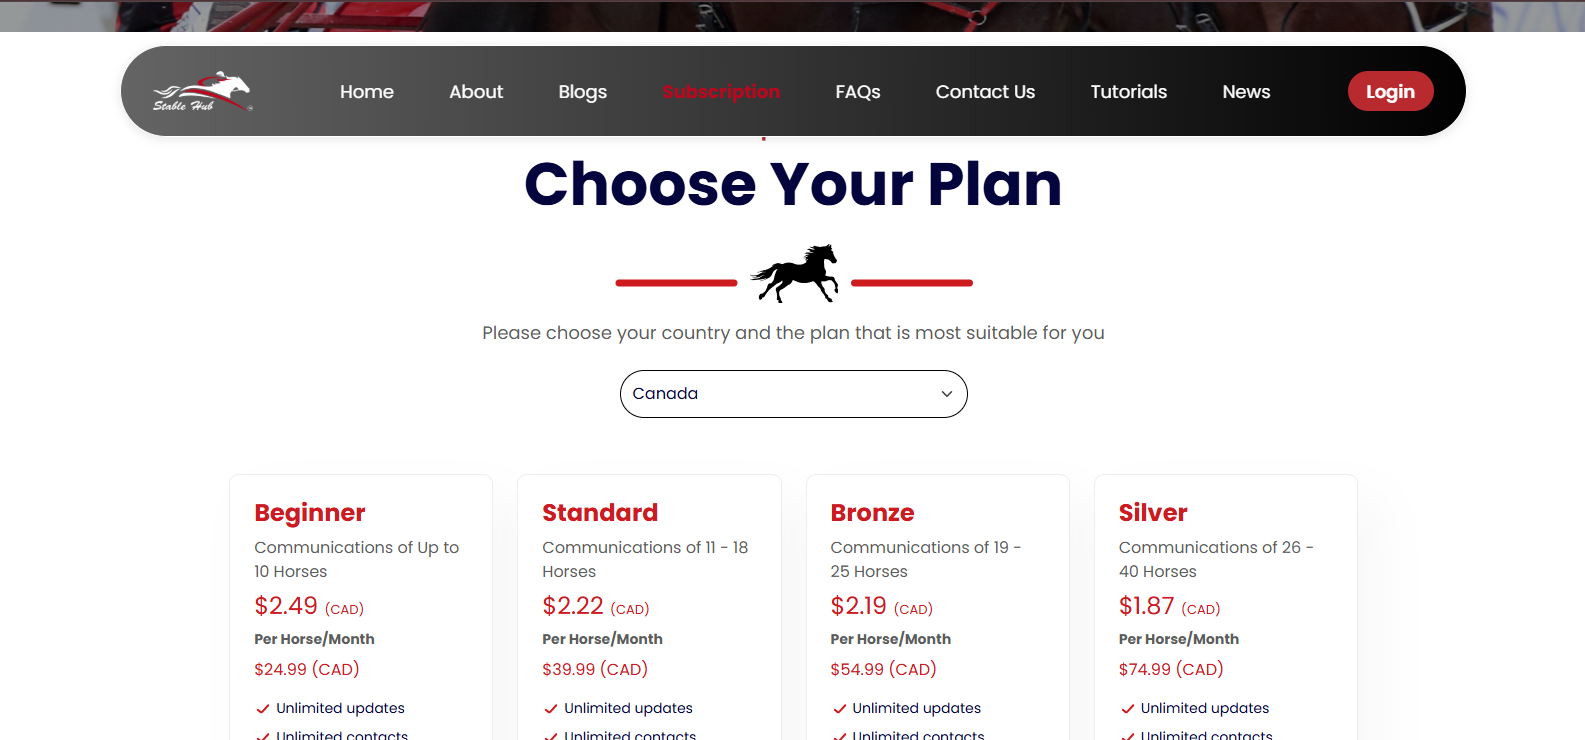 Stable Hub
Home About Blogs Subscription FAQs Contact Us Tutorials News Login
Choose Your Plan
Please choose your country and the plan that is most suitable for you
Canada
Beginner
Communications of Up to
10 Horses
$2.49 (CAD)
Per Horse/Month
$24.99 (CAD)
Unlimited updates
Unlimited contacts
Standard
Communications of 11 - 18
Horses
$2.22 (CAD)
Per Horse/Month
$39.99 (CAD)
Unlimited updates
Unlimited contacts
Bronze
Communications of 19 -
25 Horses
$2.19 (CAD)
Per Horse/Month
$54.99 (CAD)
Unlimited updates
Unlimited contacts
Silver
Communications of 26 -
40 Horses
$1.87 (CAD)
Per Horse/Month
$74.99 (CAD)
Unlimited updates
Unlimited contacts